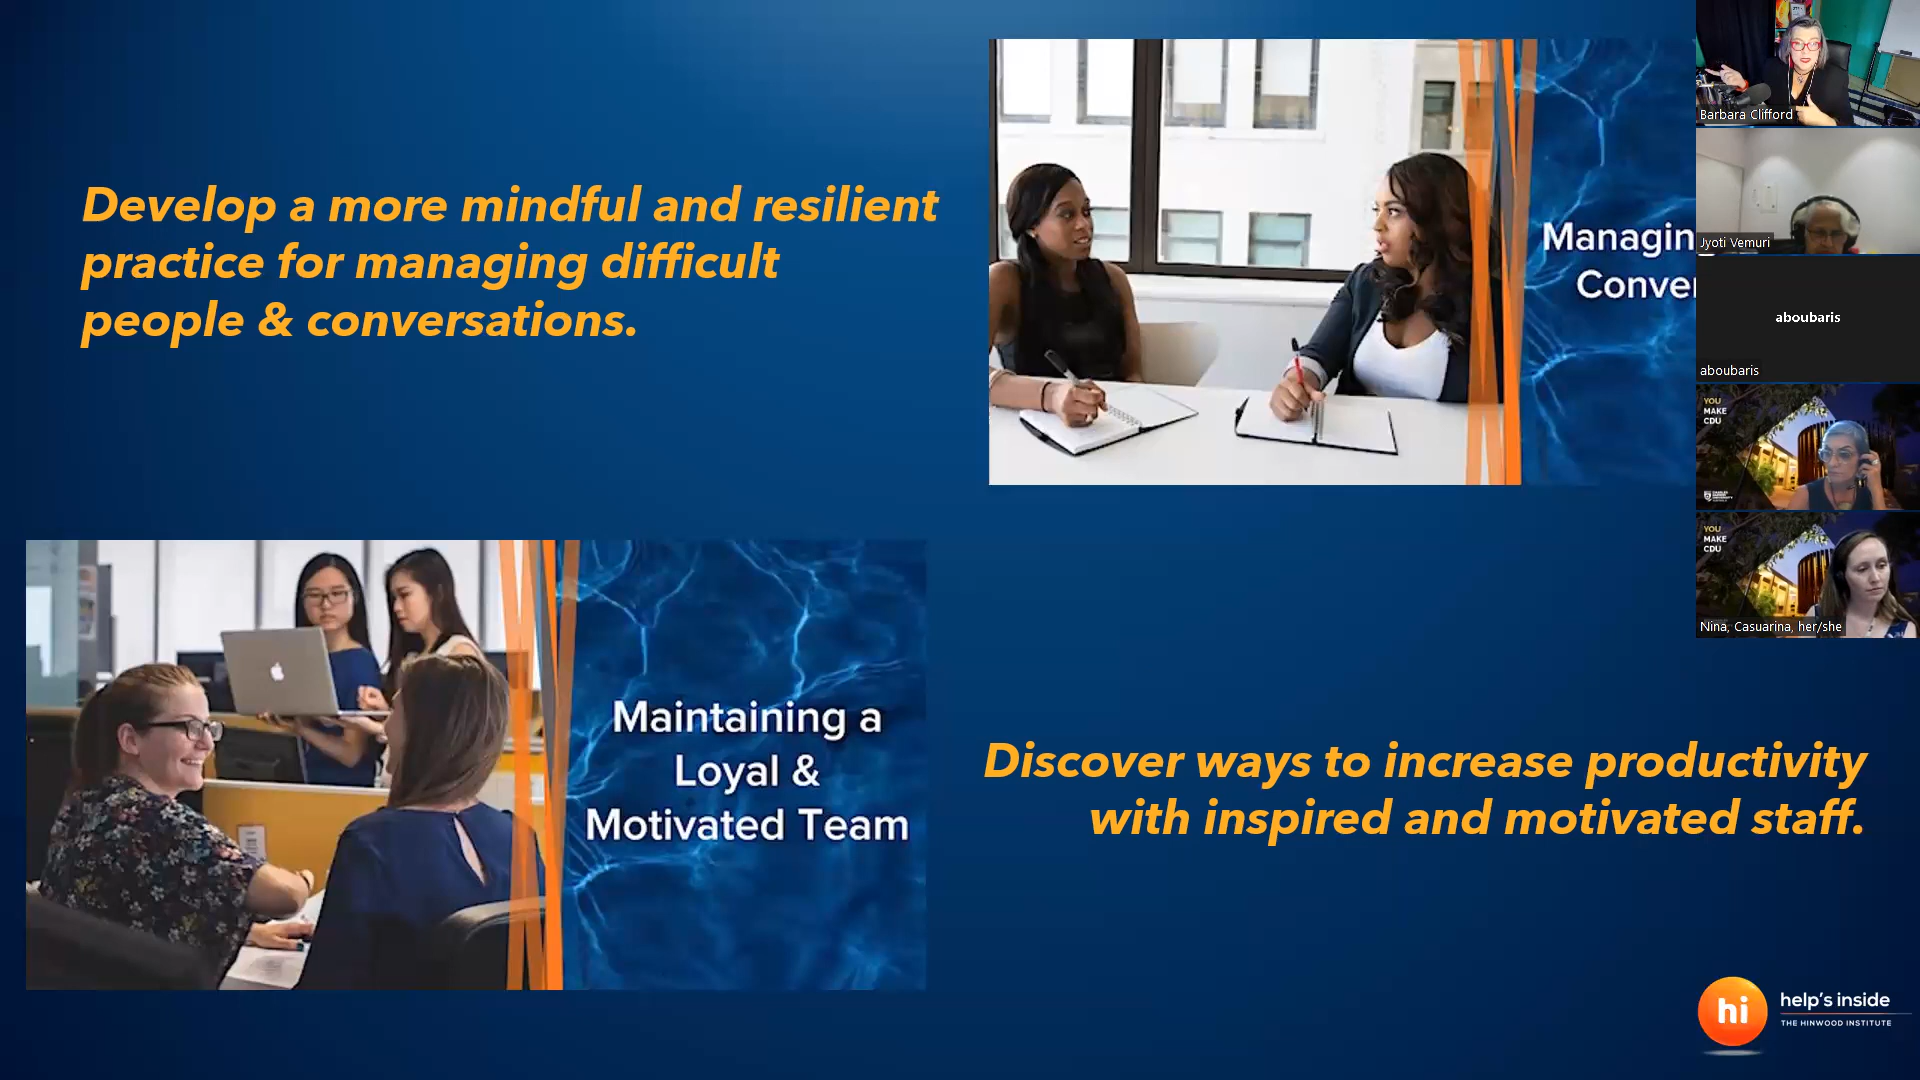 Develop a more mindful and resilient
practice for managing difficult
people & conversations.
Managin
Conve
Maintaining a
Loyal &
Motivated Team
Discover ways to increase productivity
with inspired and motivated staff.
hi
help's inside
THE HINWOOD INSTITUTE
Barbara Clifford
Jyoti Vemuri
aboubaris
aboubaris
YOU
MAKE
CDU
YOU
MAKE
CDU
Nina, Casuarina, her/she